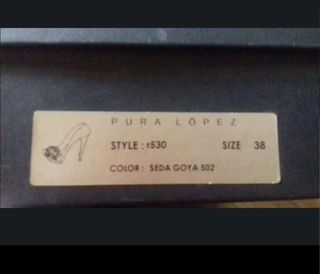 PURA LÓPEZ
STYLE : r530 SIZE 38
COLOR : SEDA GOYA 502